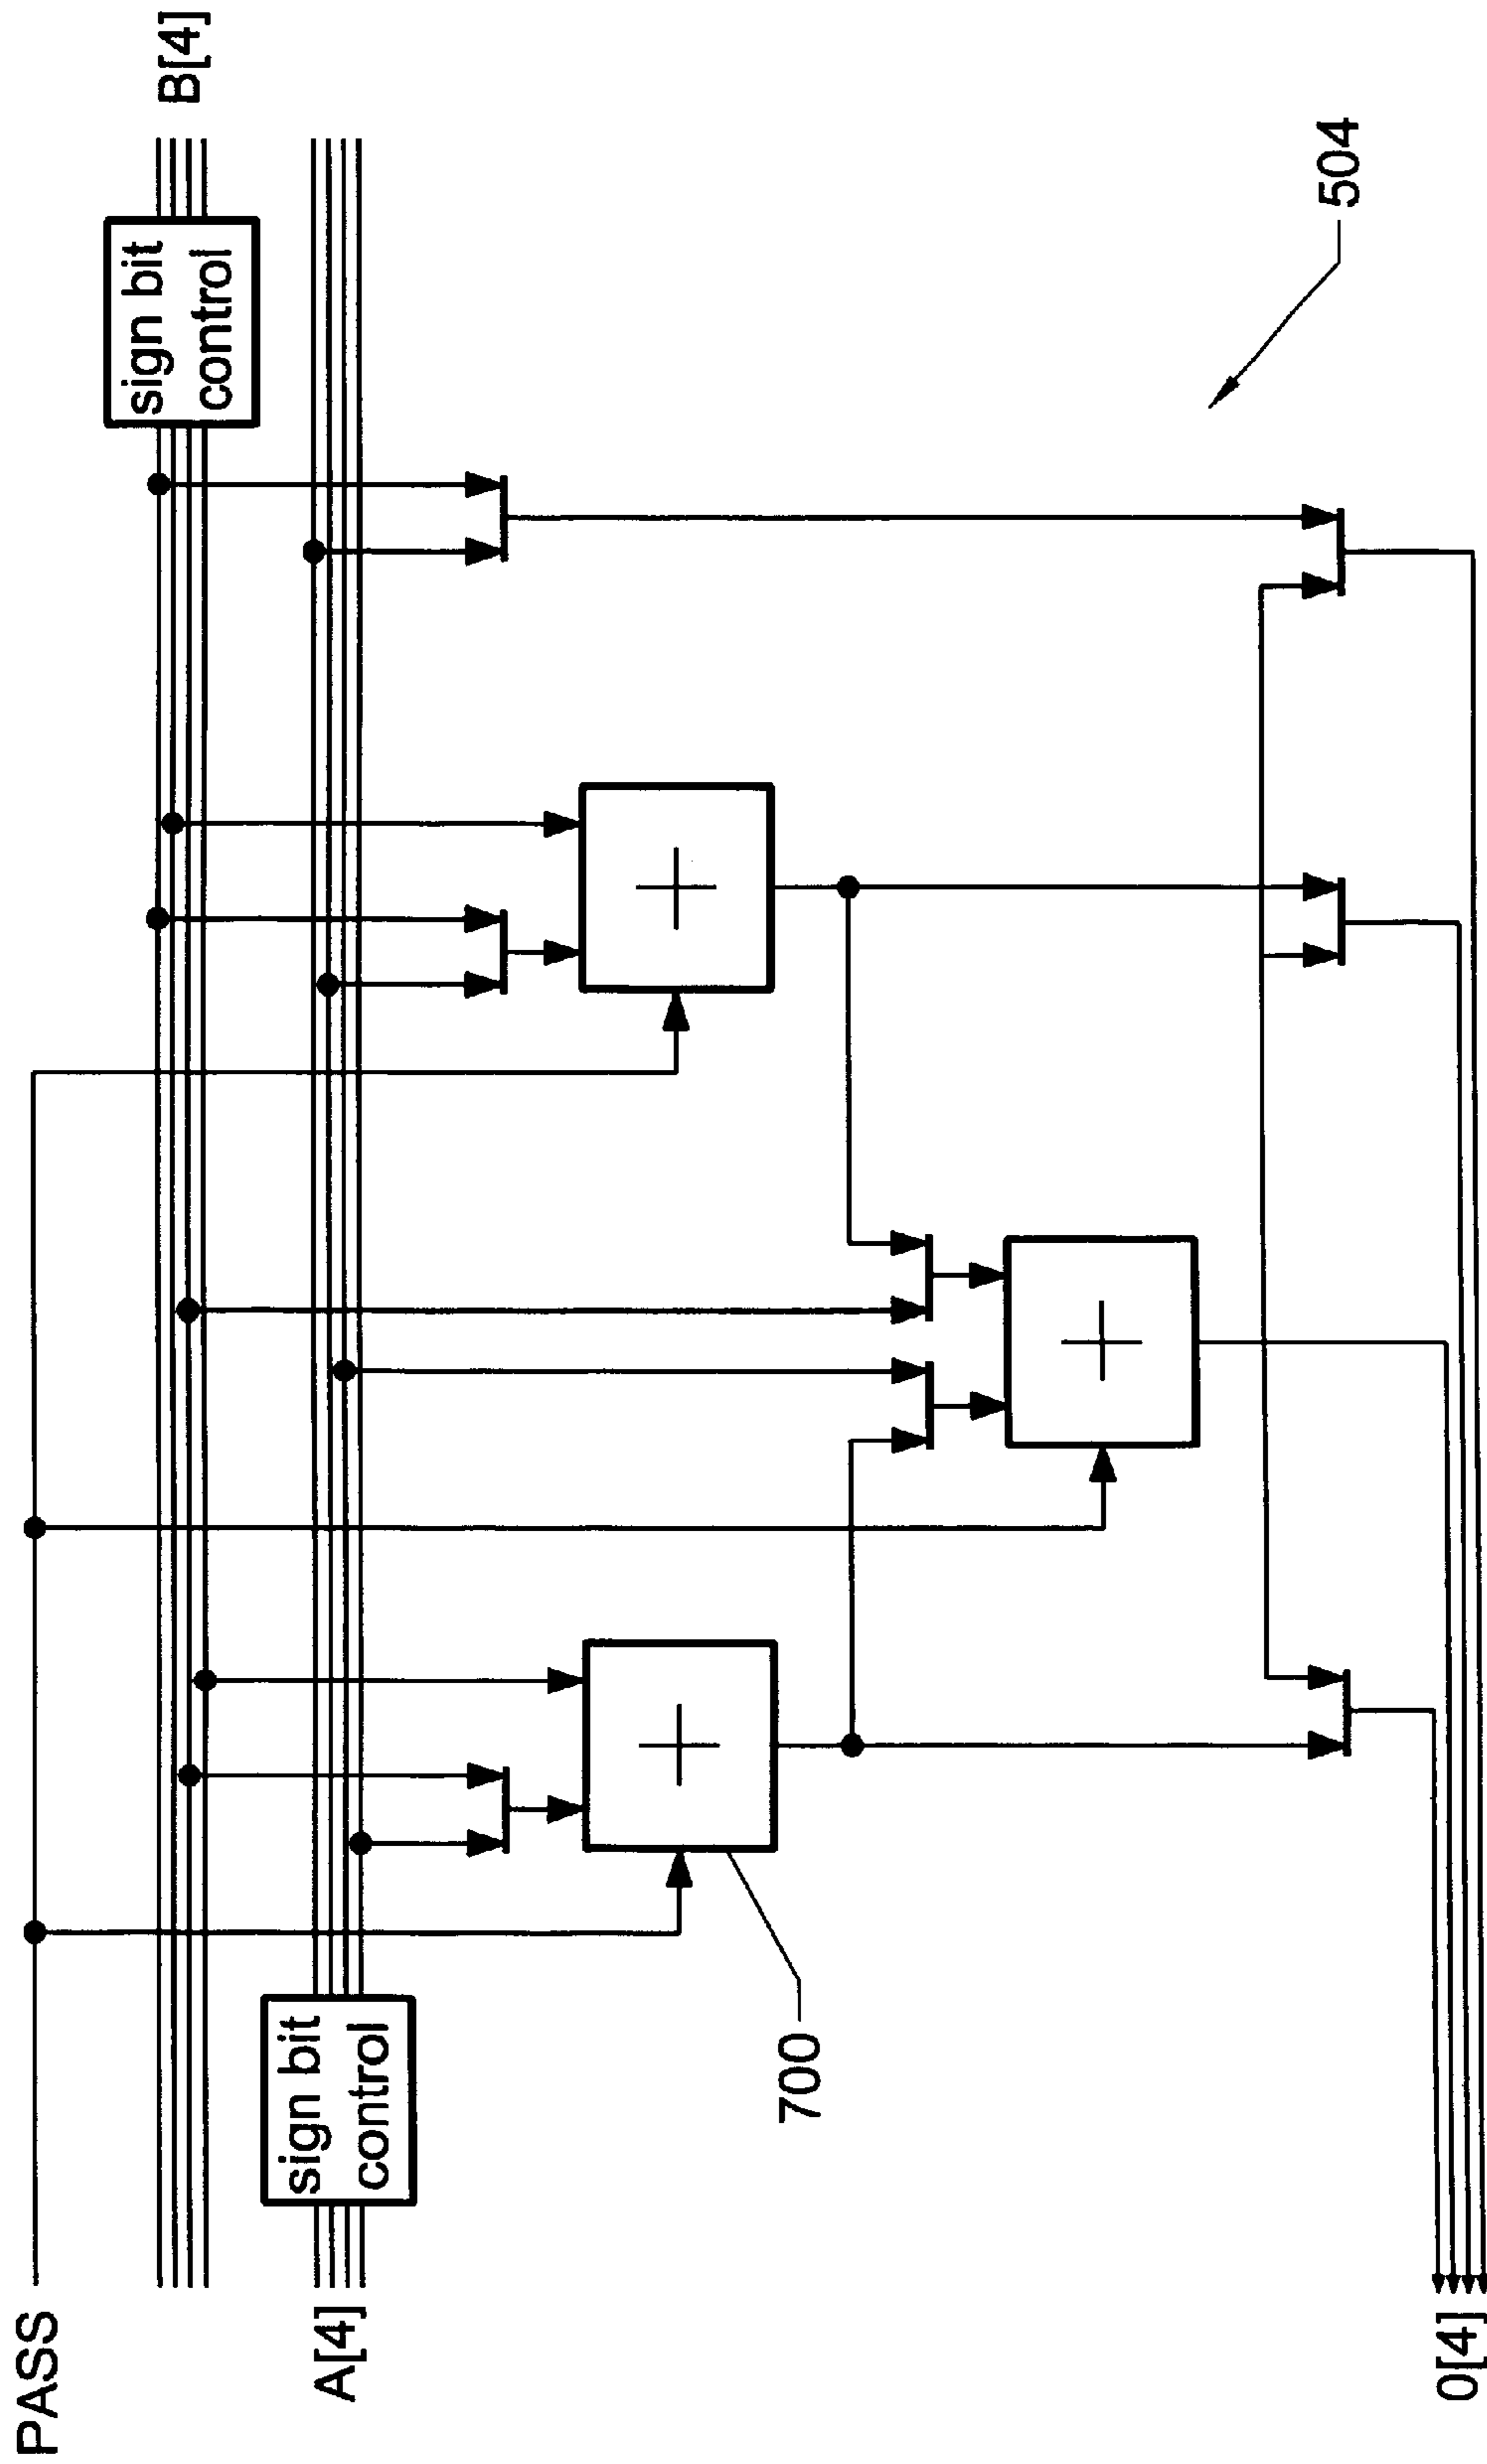 PASS
B[4]
sign bit
control
A[4]
sign bit
control
504
700
0[4]